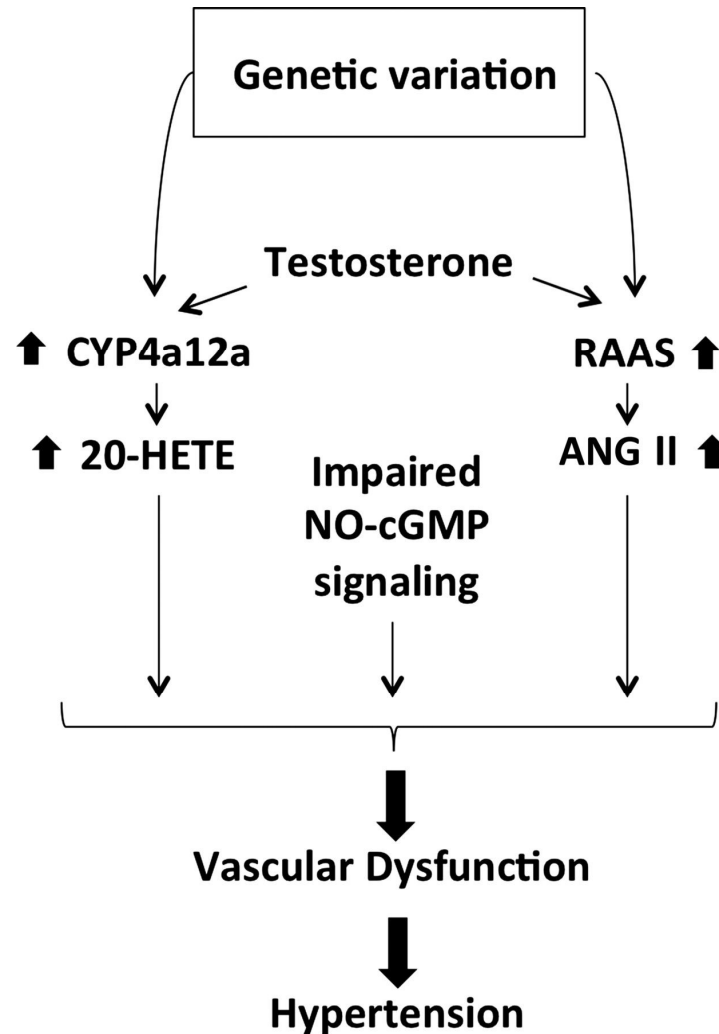 Genetic variation
Testosterone
CYP4a12a
RAAS
20-HETE
ANG II
Impaired
NO-cGMP
signaling
Vascular Dysfunction
Hypertension